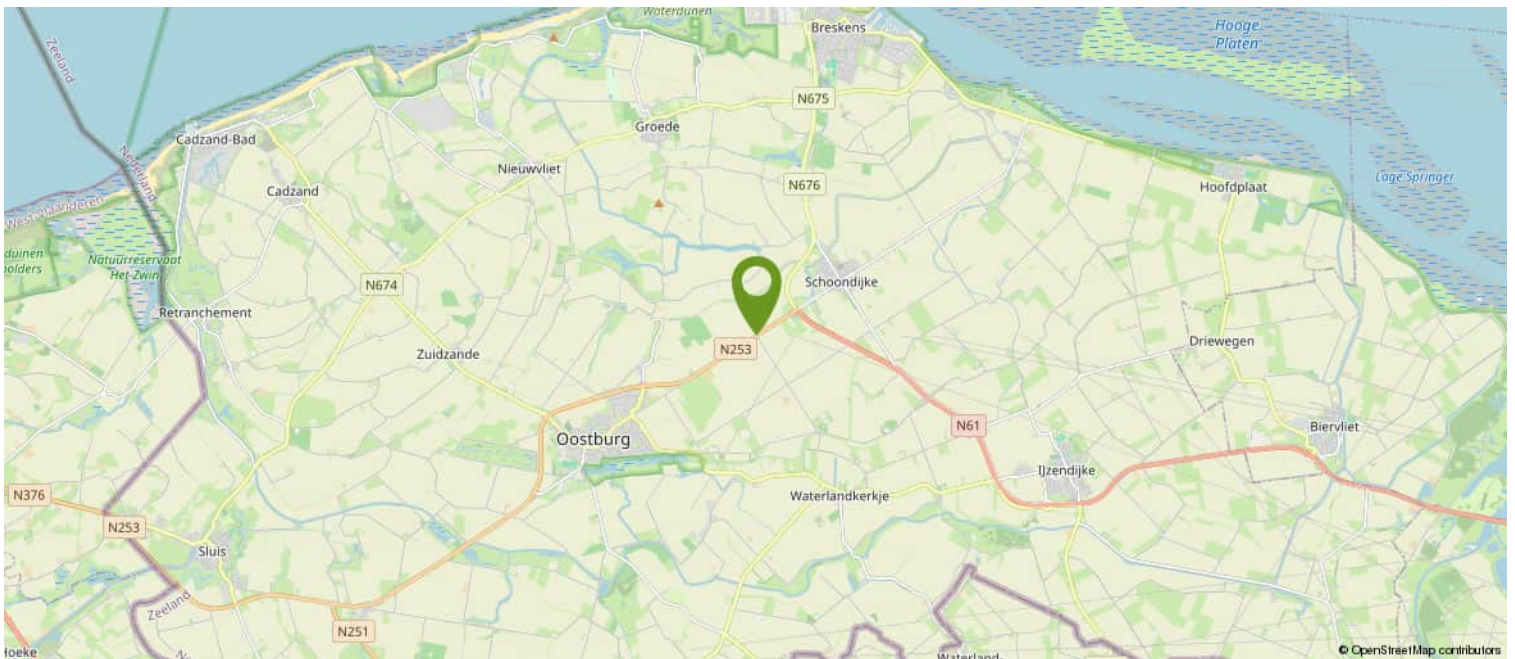 Waterdunen
Breskens
Hooge
Platen
Zeeland
N675
Groede
Cadzand-Bad
Nederland
Nieuwvliet
N676
Lage Springer
Cadzand
Hoofdplaat
West-Vlaanderen
duinen
polders
Natuurreservaat
Het Zwin
N674
Schoondijke
Retranchement
Zuidzande
N253
Driewegen
N61
Oostburg
Biervliet
IJzendijke
N376
Waterlandkerkje
N253
Sluis
Zeeland
N251
Hoeke
Waterland-
© OpenStreetMap contributors